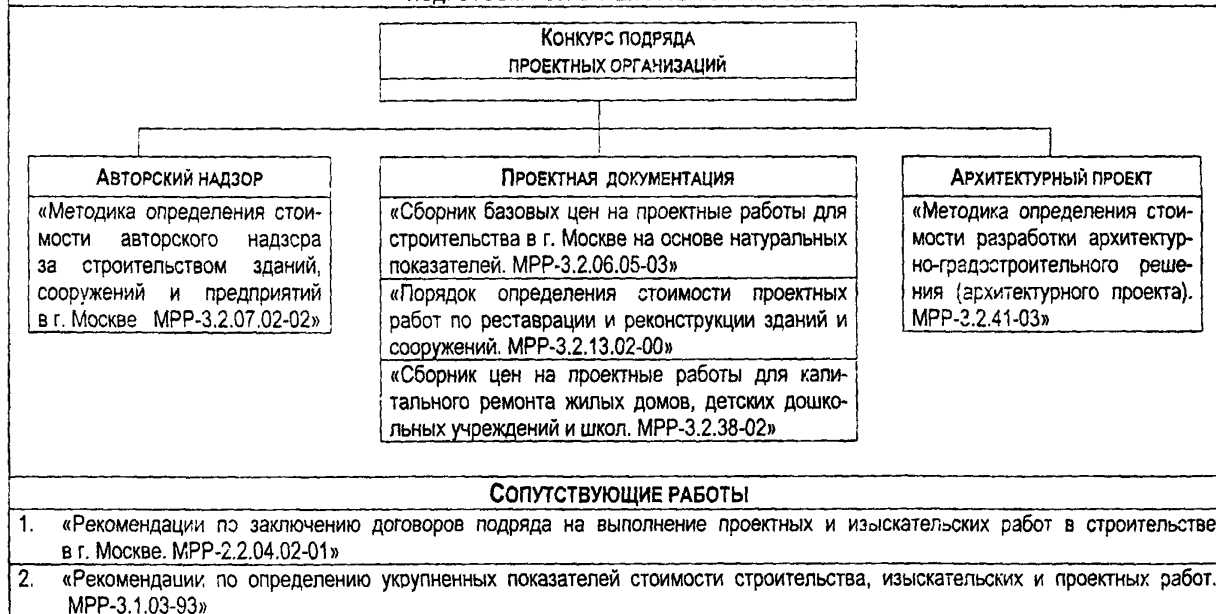 КОНКУРС ПОДРЯДА
ПРОЕКТНЫХ ОРГАНИЗАЦИЙ
АВТОРСКИЙ НАДЗОР
«Методика определения стои-
мости авторского надзора
за строительством зданий,
сооружений и предприятий
в г. Москве МРР-3.2.07.02-02»
ПРОЕКТНАЯ ДОКУМЕНТАЦИЯ
«Сборник базовых цен на проектные работы для
строительства в г. Москве на основе натуральных
показателей. МРР-3.2.06.05-03»
«Порядок определения стоимости проектных
работ по реставрации и реконструкции зданий и
сооружений. МРР-3.2.13.02-00»
«Сборник цен на проектные работы для капи-
тального ремонта жилых домов, детских дошко-
льных учреждений и школ. МРР-3.2.38-02»
АРХИТЕКТУРНЫЙ ПРОЕКТ
«Методика определения стои-
мости разработки архитектур-
но-градостроительного реше-
ния (архитектурного проекта).
МРР-3.2.41-03»
СОПУТСТВУЮЩИЕ РАБОТЫ
1. «Рекомендации по заключению договоров подряда на выполнение проектных и изыскательских работ в строительстве
в г. Москве. МРР-2.2.04.02-01»
2. «Рекомендации по определению укрупненных показателей стоимости строительства, изыскательских и проектных работ.
МРР-3.1.03-93»